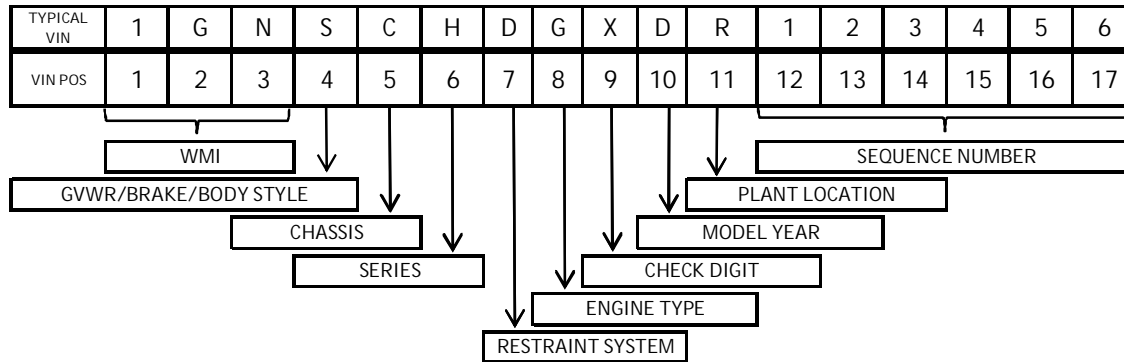 TYPICAL VIN 1 G N S C H D G X D R 1 2 3 4 5 6
VIN POS 1 2 3 4 5 6 7 8 9 10 11 12 13 14 15 16 17
WMI SEQUENCE NUMBER
GVWR/BRAKE/BODY STYLE PLANT LOCATION
CHASSIS MODEL YEAR
SERIES CHECK DIGIT
ENGINE TYPE
RESTRAINT SYSTEM